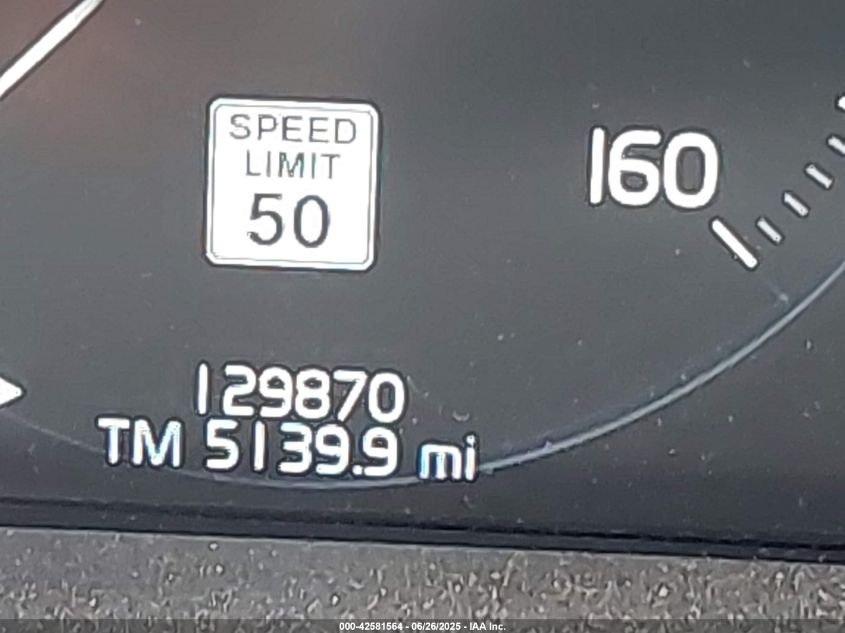 SPEED
LIMIT
50
160
129870
TM 5139.9 mi
000-42581564 - 06/26/2025 - IAA Inc.